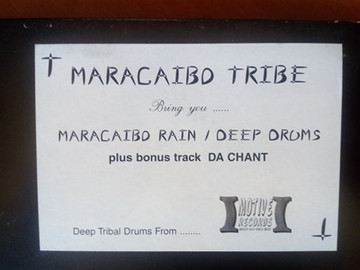 MARACAIBO TRIBE
Bring you ......
MARACAIBO RAIN / DEEP DRUMS
plus bonus track DA CHANT
MOTIVE
RECORDS
Deep Tribal Drums From ........